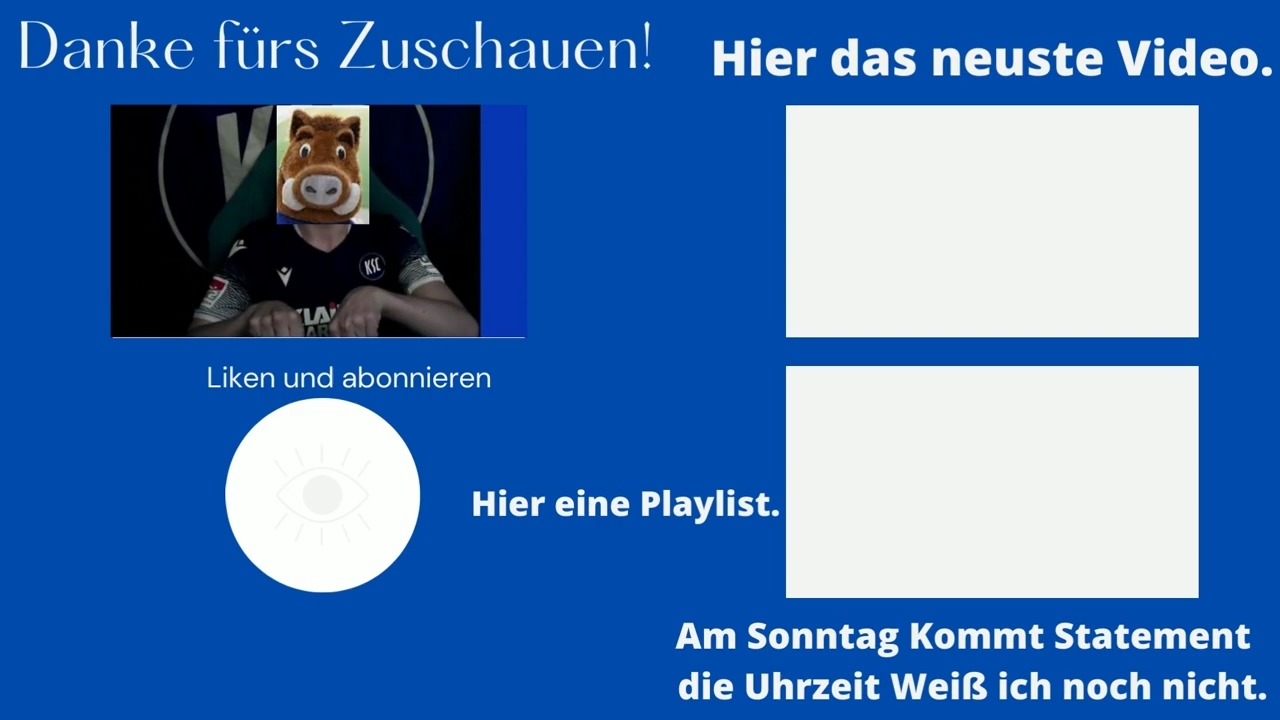 Danke fürs Zuschauen!
Hier das neuste Video.
KSC
Liken und abonnieren
Hier eine Playlist.
Am Sonntag Kommt Statement
die Uhrzeit Weiß ich noch nicht.